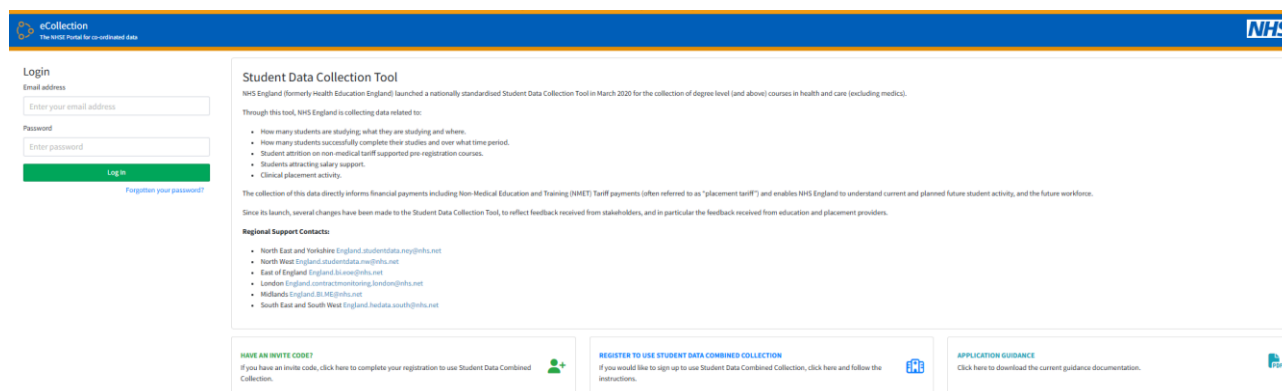 eCollection
The NHSE Portal for co-ordinated data
NHS
Login
Email address
Enter your email address
Password
Enter password
Log In
Forgotten your password?
Student Data Collection Tool
NHS England (formerly Health Education England) launched a nationally standardised Student Data Collection Tool in March 2020 for the collection of degree level (and above) courses in health and care (excluding medics).
Through this tool, NHS England is collecting data related to:
• How many students are studying; what they are studying and where.
• How many students successfully complete their studies and over what time period.
• Student attrition on non-medical tariff supported pre-registration courses.
• Students attracting salary support.
• Clinical placement activity.
The collection of this data directly informs financial payments including Non-Medical Education and Training (NMET) Tariff payments (often referred to as "placement tariff") and enables NHS England to understand current and planned future student activity, and the future workforce.
Since its launch, several changes have been made to the Student Data Collection Tool, to reflect feedback received from stakeholders, and in particular the feedback received from education and placement providers.
Regional Support Contacts:
• North East and Yorkshire England.studentdata.ney@nhs.net
• North West England.studentdata.nw@nhs.net
• East of England England.bi.eoe@nhs.net
• London England.contractmonitoring.london@nhs.net
• Midlands England.BI.ME@nhs.net
• South East and South West England.hedata.south@nhs.net
HAVE AN INVITE CODE?
If you have an invite code, click here to complete your registration to use Student Data Combined
Collection.
REGISTER TO USE STUDENT DATA COMBINED COLLECTION
If you would like to sign up to use Student Data Combined Collection, click here and follow the
instructions.
APPLICATION GUIDANCE
Click here to download the current guidance documentation.
PDF